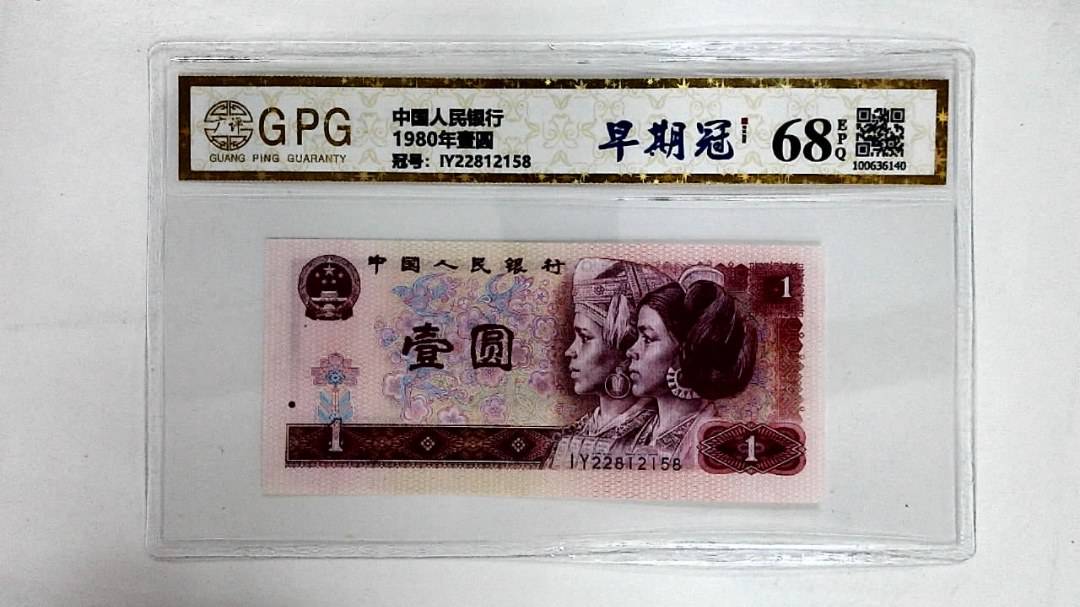 GPG
GUANG PING GUARANTY
中国人民银行
1980年壹圆
冠号：IY22812158
早期冠
68
EPQ
100636140
中国人民银行
1
壹圆
1
IY22812158
1